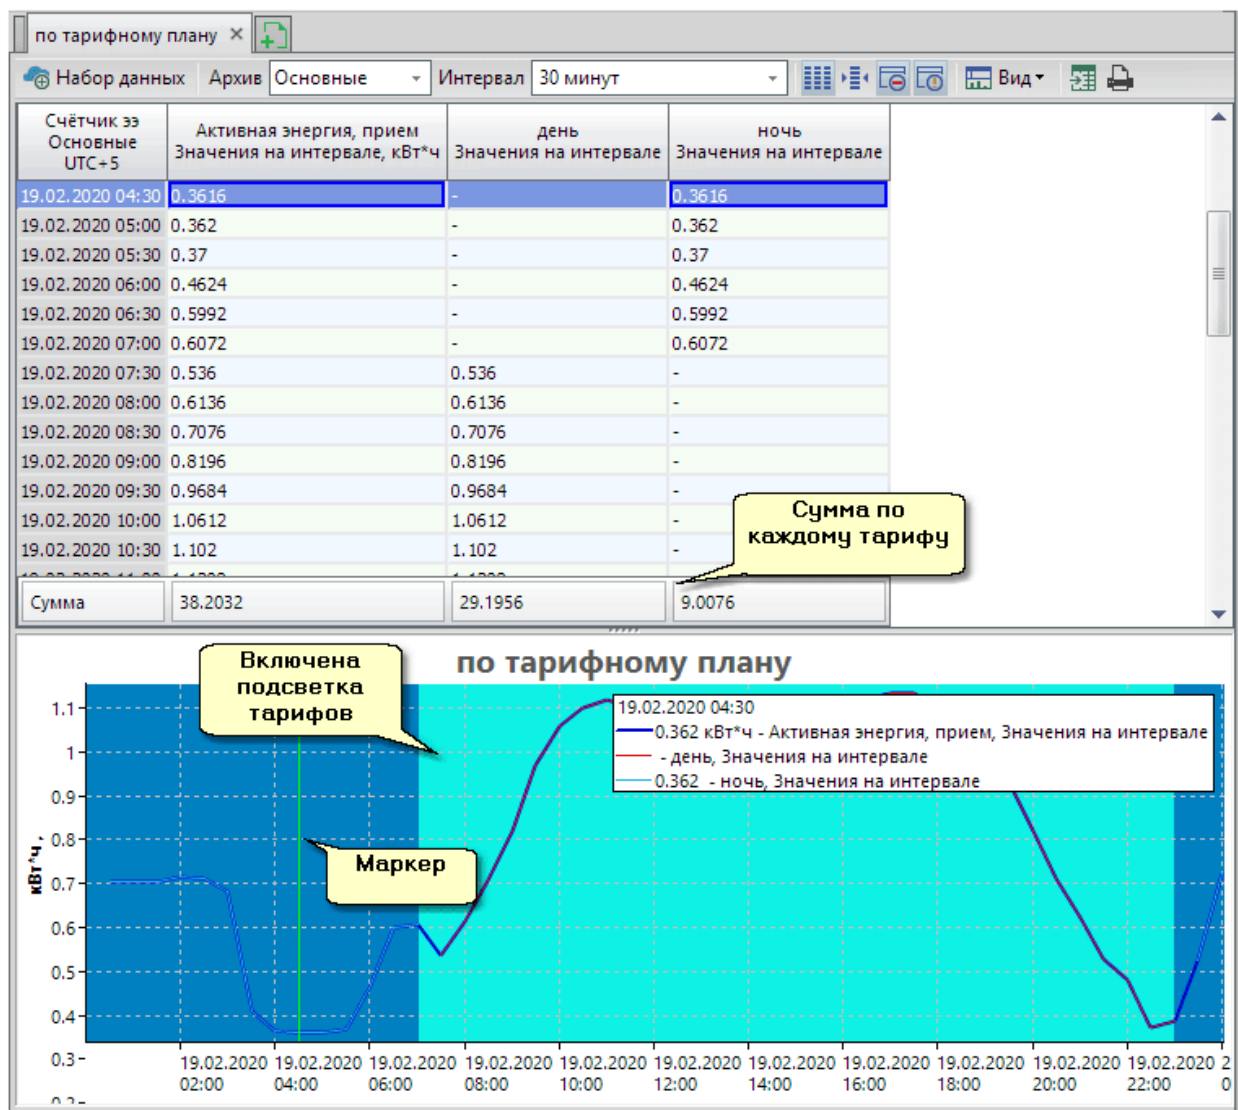 по тарифному плану
Набор данных Архив Основные Интервал 30 минут Вид
Счётчик ээ
Основные
UTC+5
Активная энергия, прием
Значения на интервале, кВт*ч
день
Значения на интервале
ночь
Значения на интервале
19.02.2020 04:30 0.3616 - 0.3616
19.02.2020 05:00 0.362 - 0.362
19.02.2020 05:30 0.37 - 0.37
19.02.2020 06:00 0.4624 - 0.4624
19.02.2020 06:30 0.5992 - 0.5992
19.02.2020 07:00 0.6072 - 0.6072
19.02.2020 07:30 0.536 0.536 -
19.02.2020 08:00 0.6136 0.6136 -
19.02.2020 08:30 0.7076 0.7076 -
19.02.2020 09:00 0.8196 0.8196 -
19.02.2020 09:30 0.9684 0.9684 -
19.02.2020 10:00 1.0612 1.0612 -
19.02.2020 10:30 1.102 1.102 -
Сумма по
каждому тарифу
Сумма 38.2032 29.1956 9.0076
Включена
подсветка
тарифов
по тарифному плану
19.02.2020 04:30
0.362 кВт*ч - Активная энергия, прием, Значения на интервале
- день, Значения на интервале
0.362 - ночь, Значения на интервале
Маркер
кВт*ч ,
1.1
1
0.9
0.8
0.7
0.6
0.5
0.4
0.3
19.02.2020 19.02.2020 19.02.2020 19.02.2020 19.02.2020 19.02.2020 19.02.2020 19.02.2020 19.02.2020 19.02.2020 19.02.2020 2
02:00 04:00 06:00 08:00 10:00 12:00 14:00 16:00 18:00 20:00 22:00 0